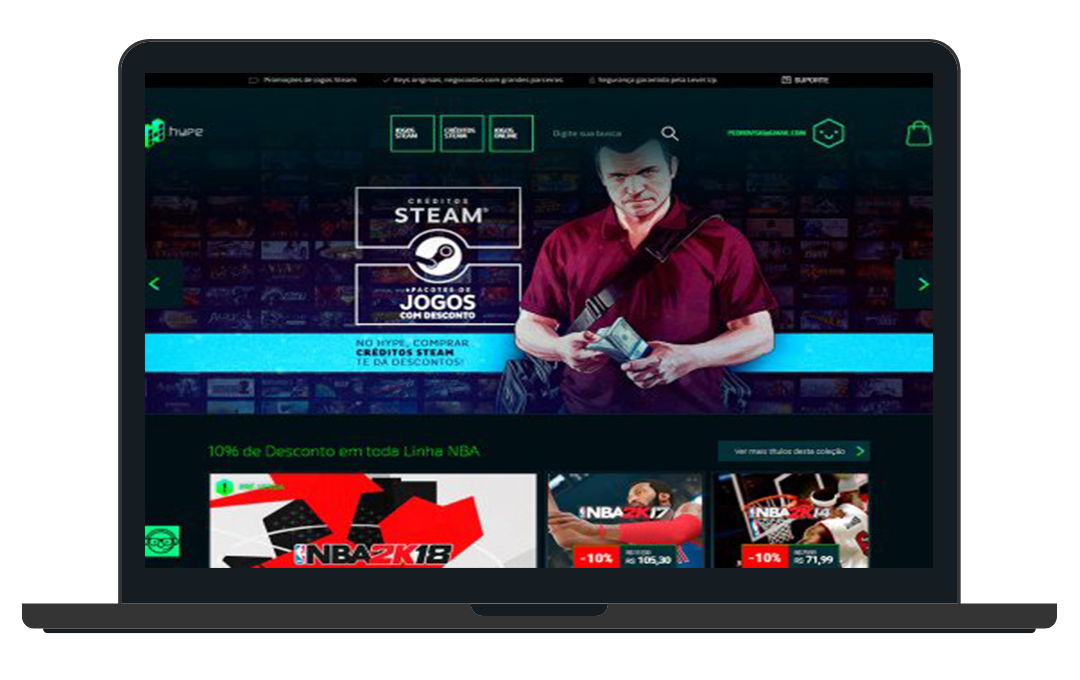 Promoções de jogos Steam
Keys originais, negociadas com grandes parceiros
Segurança garantida pela Level Up
SUPORTE
hype
JOGOS
STEAM
CRÉDITOS
STEAM
JOGOS
ONLINE
Digite sua busca
CRÉDITOS
STEAM
+PACOTES DE
JOGOS
COM DESCONTO
NO HYPE, COMPRAR
CRÉDITOS STEAM
TE DÁ DESCONTOS!
10% de Desconto em toda Linha NBA
Ver mais títulos desta coleção
PRÉ-VENDA
NBA2K18
NBA2K17
-10%
R$ 105,30
NBA2K14
-10%
R$ 71,99